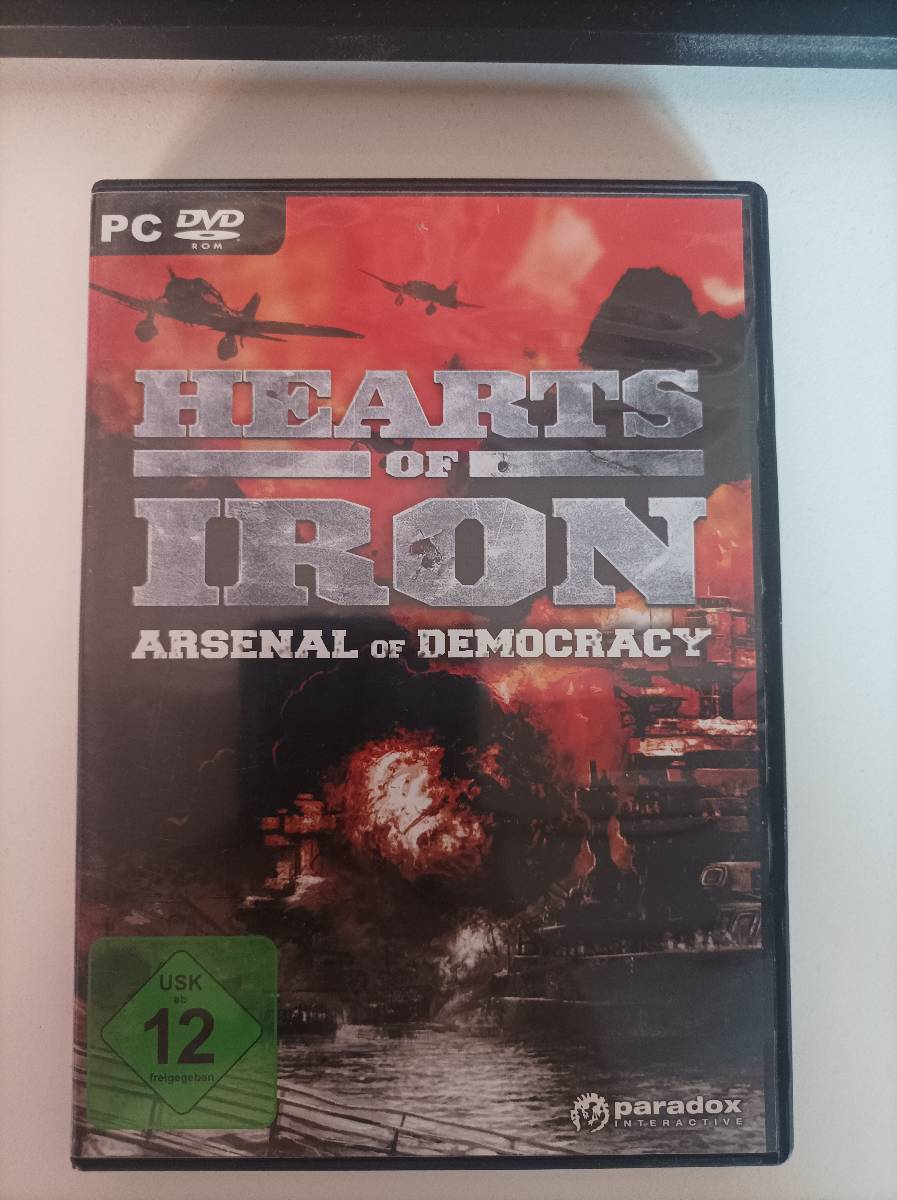 PC DVD
ROM
HEARTS
OF
IRON
ARSENAL OF DEMOCRACY
USK
ab
12
freigegeben
paradox
INTERACTIVE